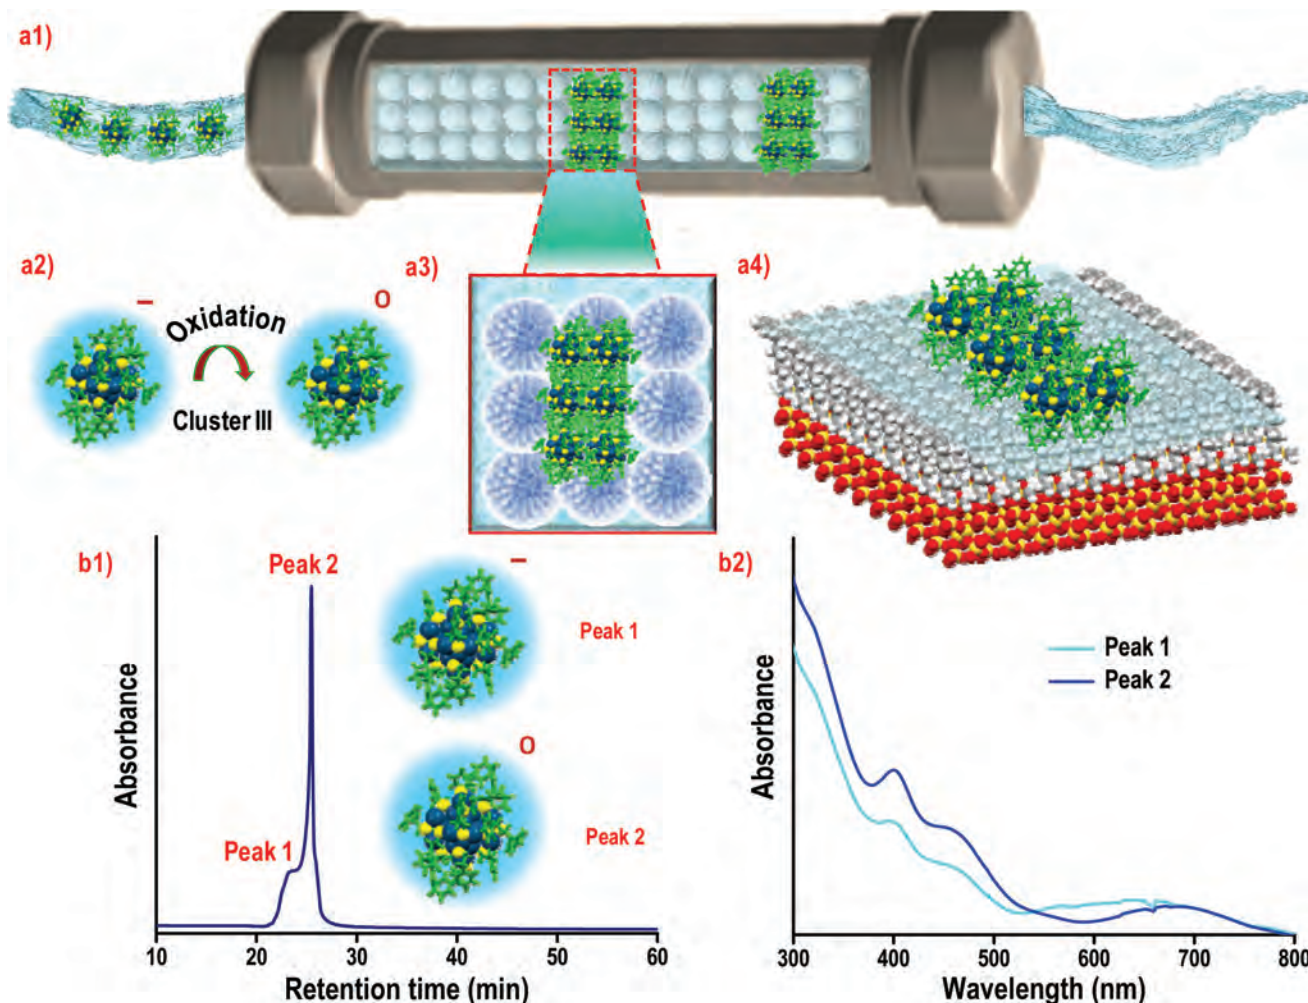 a1)
a2)
–
O
Oxidation
Cluster III
a3)
a4)
b1)
Peak 2
Peak 1
–
Peak 1
O
Peak 2
Absorbance
10
20
30
40
50
60
Retention time (min)
b2)
Peak 1
Peak 2
Absorbance
300
400
500
600
700
800
Wavelength (nm)